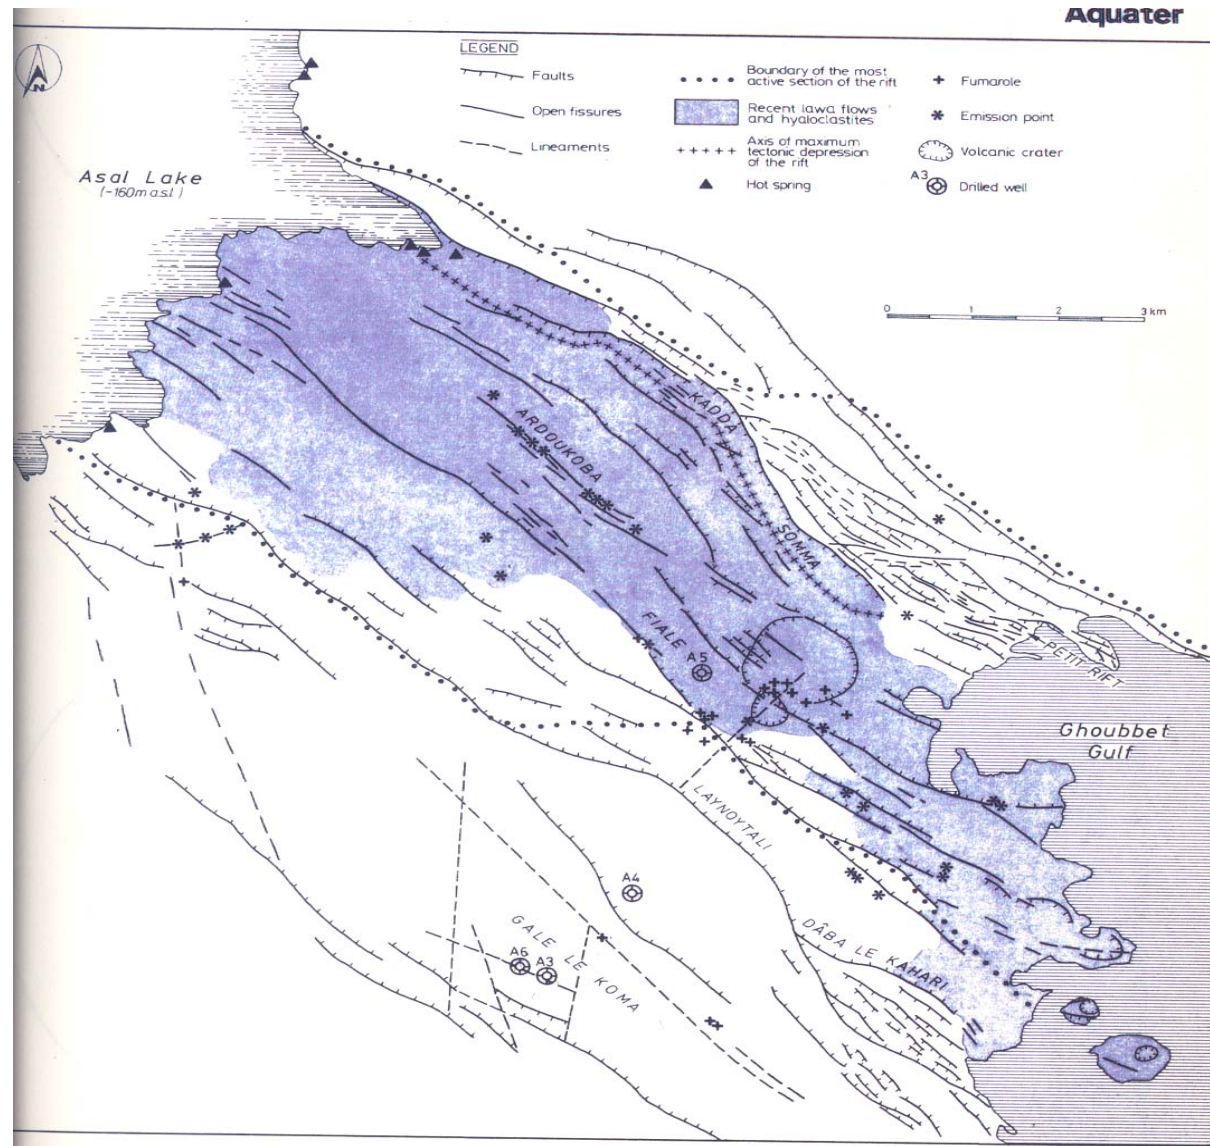 Aquater
LEGEND
Faults
Open fissures
Lineaments
Boundary of the most
active section of the rift
Recent lawa flows
and hyaloclastites
Axis of maximum
tectonic depression
of the rift
Hot spring
Fumarole
Emission point
Volcanic crater
A3
Drilled well
N
Asal Lake
(-160m a.s.l.)
0 1 2 3 km
KADDA
ARDOUKOBA
SOMMA
FIALE
A5
PETIT RIFT
Ghoubbet
Gulf
LAYNOYTALI
A4
DÂBA LE KAHARI
GALE LE KOMA
A6 A3